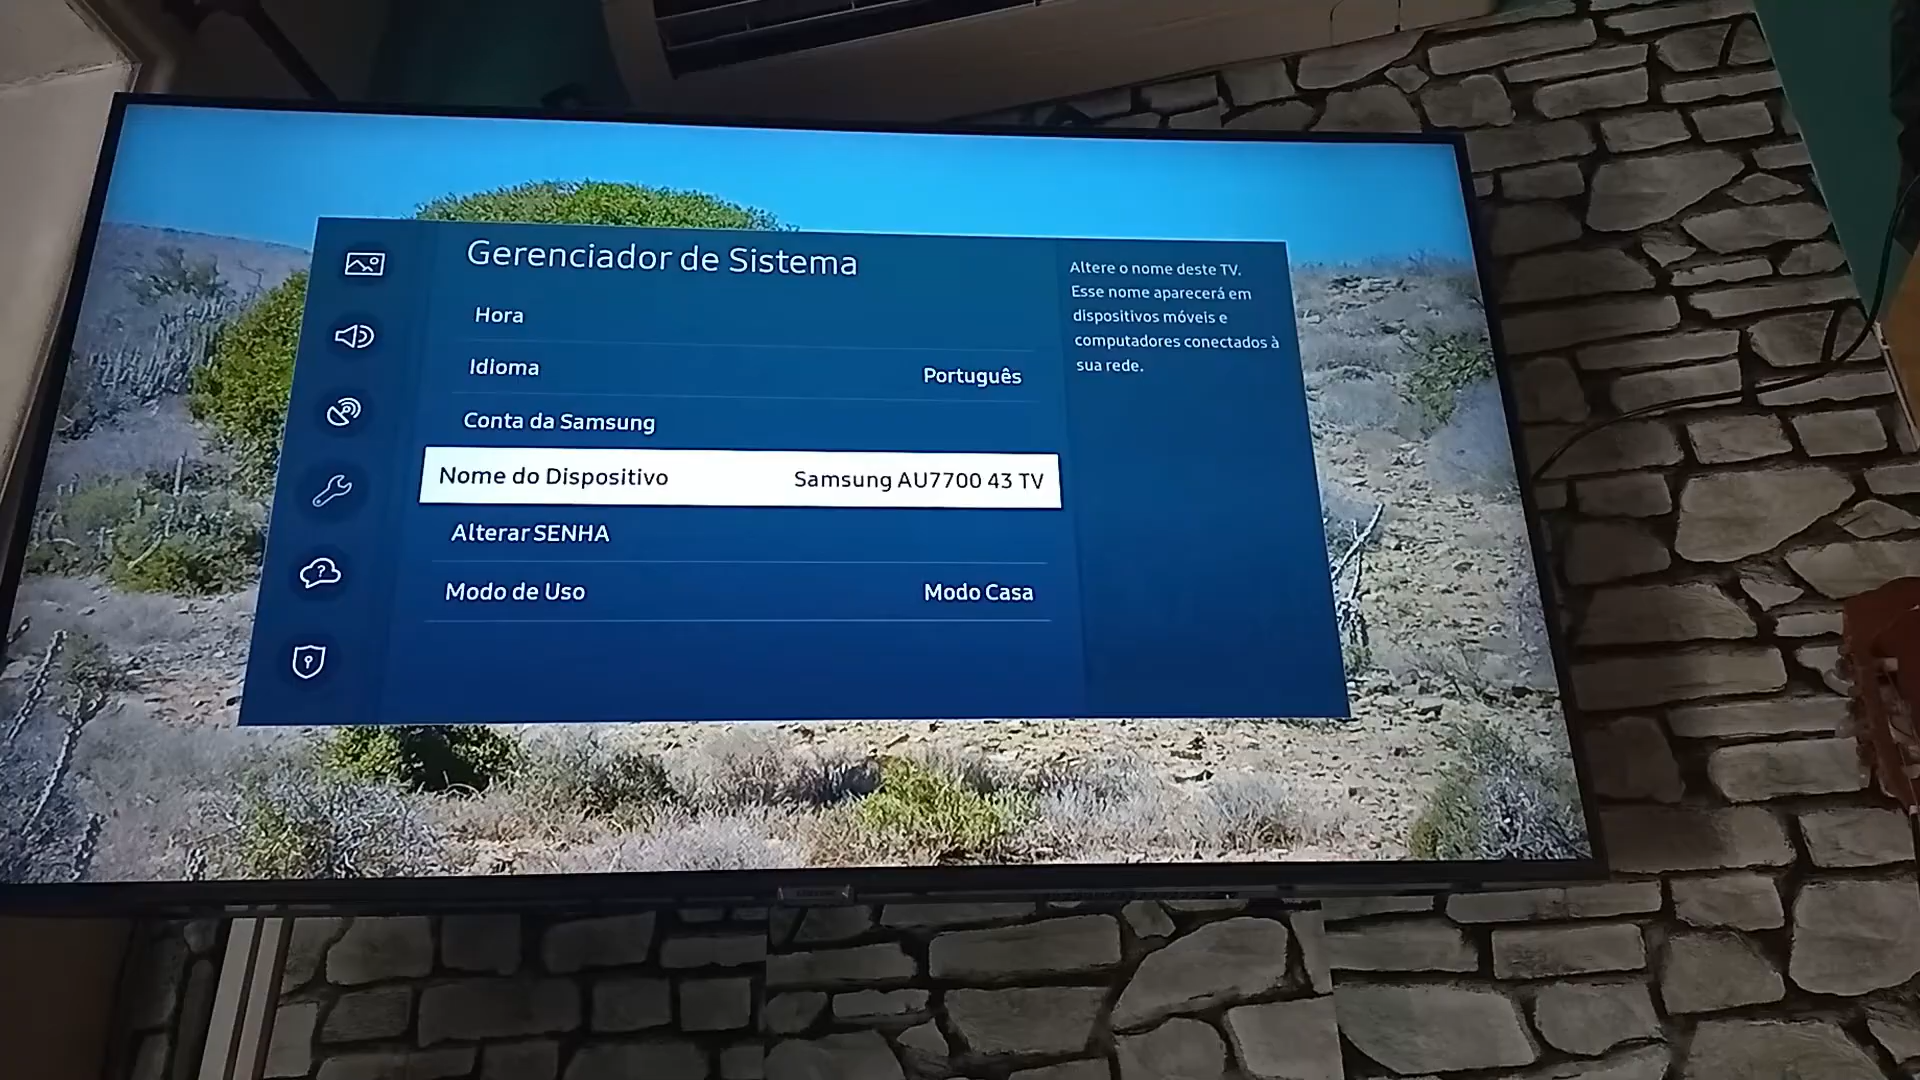 Gerenciador de Sistema
Hora
Idioma Português
Conta da Samsung
Nome do Dispositivo Samsung AU7700 43 TV
Alterar SENHA
Modo de Uso Modo Casa
Altere o nome deste TV.
Esse nome aparecerá em
dispositivos móveis e
computadores conectados à
sua rede.